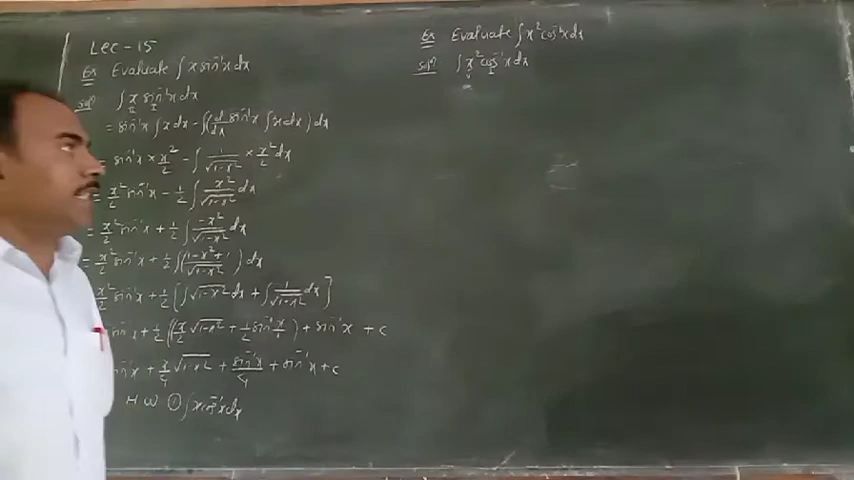 Lec - 15
Ex Evaluate ∫ x sin⁻¹x dx
Solⁿ ∫ x sin⁻¹x dx
II I
= sin⁻¹x ∫ x dx - ∫ (d/dx sin⁻¹x ∫ x dx) dx
= sin⁻¹x × x²/2 - ∫ 1/√(1-x²) × x²/2 dx
= x²/2 sin⁻¹x - 1/2 ∫ x²/√(1-x²) dx
= x²/2 sin⁻¹x + 1/2 ∫ -x²/√(1-x²) dx
= x²/2 sin⁻¹x + 1/2 ∫ (1-x²+1/√(1-x²)) dx
x²/2 sin⁻¹x + 1/2 [∫ √(1-x²) dx + ∫ 1/√(1-x²) dx]
sin⁻¹x + 1/2 ((x/2 √(1-x²) + 1/2 sin⁻¹ x/1) + sin⁻¹x + c
sin⁻¹x + x/4 √(1-x²) + sin⁻¹x/4 + sin⁻¹x + c
H W ① ∫ x cos⁻¹x dx
Ex Evaluate ∫ x² cos⁻¹x dx
Solⁿ ∫ x² cos⁻¹x dx